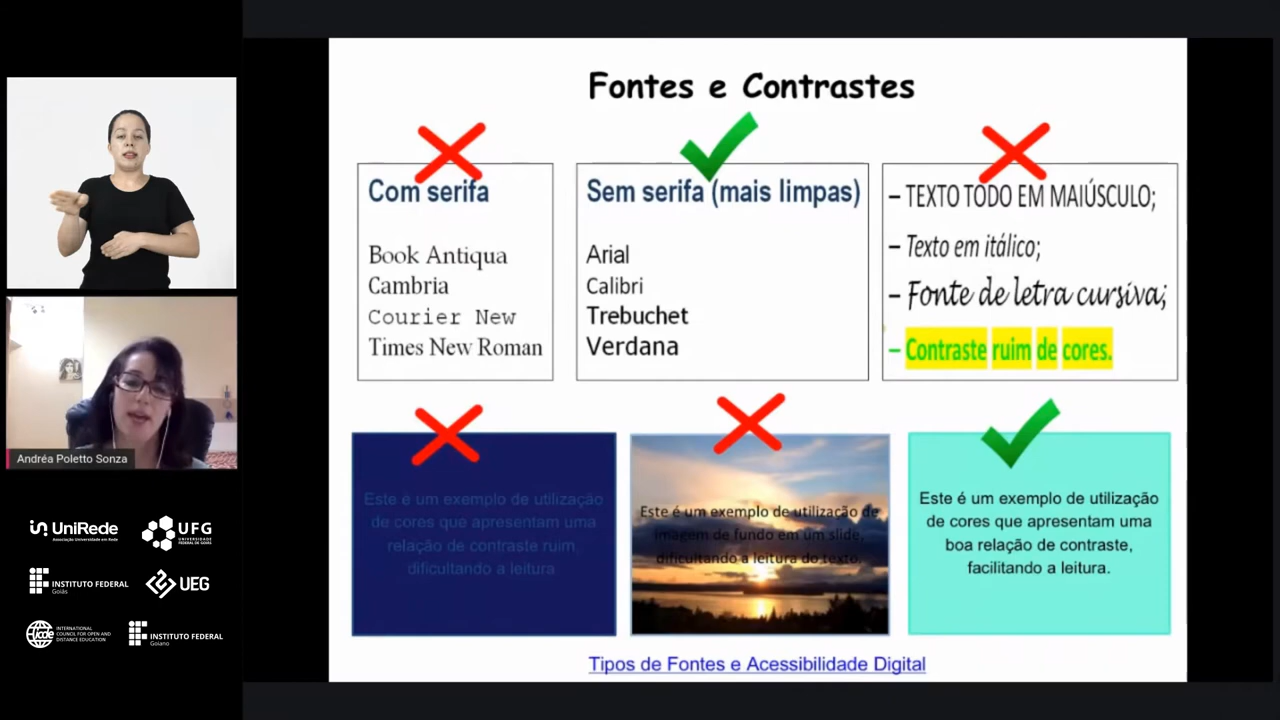 Fontes e Contrastes
Com serifa
Book Antiqua
Cambria
Courier New
Times New Roman
Sem serifa (mais limpas)
Arial
Calibri
Trebuchet
Verdana
– TEXTO TODO EM MAIÚSCULO;
– Texto em itálico;
– Fonte de letra cursiva;
– Contraste ruim de cores.
Este é um exemplo de utilização
de cores que apresentam uma
relação de contraste ruim,
dificultando a leitura
Este é um exemplo de utilização de
imagem de fundo em um slide,
dificultando a leitura do texto.
Este é um exemplo de utilização
de cores que apresentam uma
boa relação de contraste,
facilitando a leitura.
Tipos de Fontes e Acessibilidade Digital
Andréa Poletto Sonza
UniRede
Associação Universidade em Rede
UFG
UNIVERSIDADE
FEDERAL DE GOIÁS
INSTITUTO FEDERAL
Goiás
UEG
icde
INTERNATIONAL
COUNCIL FOR OPEN AND
DISTANCE EDUCATION
INSTITUTO FEDERAL
Goiano